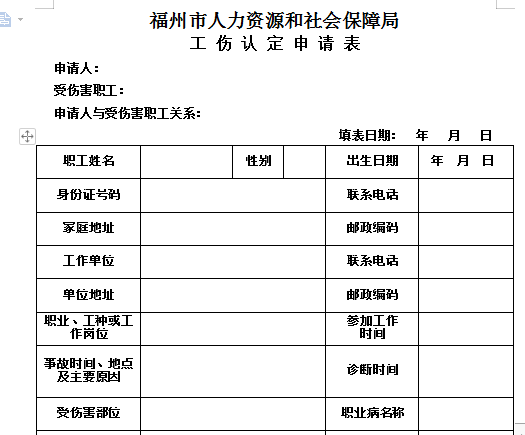 福州市人力资源和社会保障局
工 伤 认 定 申 请 表
申请人：
受伤害职工：
申请人与受伤害职工关系：
填表日期： 年 月 日
职工姓名 性别 出生日期 年 月 日
身份证号码 联系电话
家庭地址 邮政编码
工作单位 联系电话
单位地址 邮政编码
职业、工种或工
作岗位
参加工作
时间
事故时间、地点
及主要原因
诊断时间
受伤害部位 职业病名称